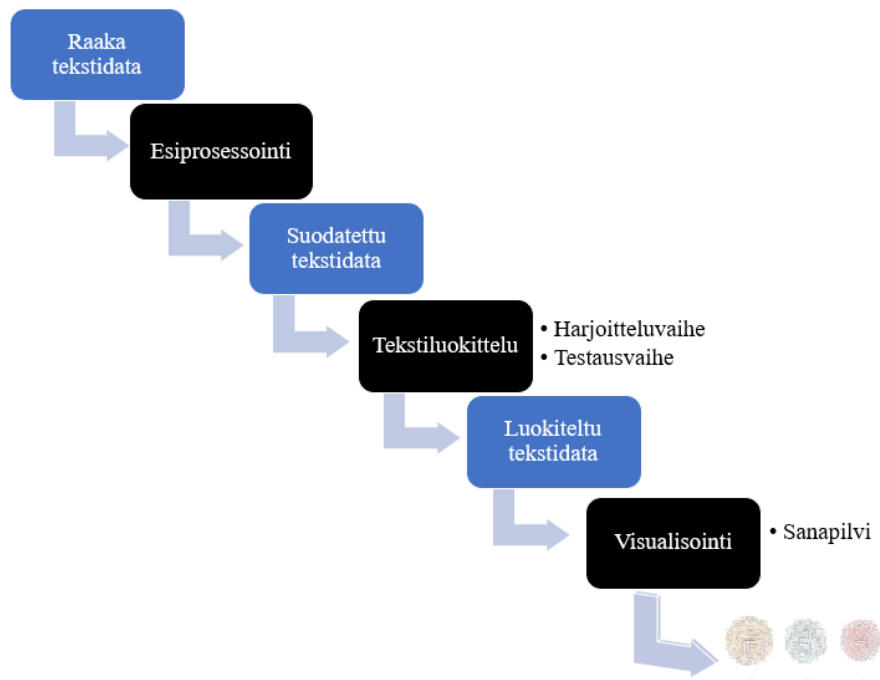 Raaka
tekstidata
Esiprosessointi
Suodatettu
tekstidata
Tekstiluokittelu
• Harjoitteluvaihe
• Testausvaihe
Luokiteltu
tekstidata
Visualisointi
• Sanapilvi